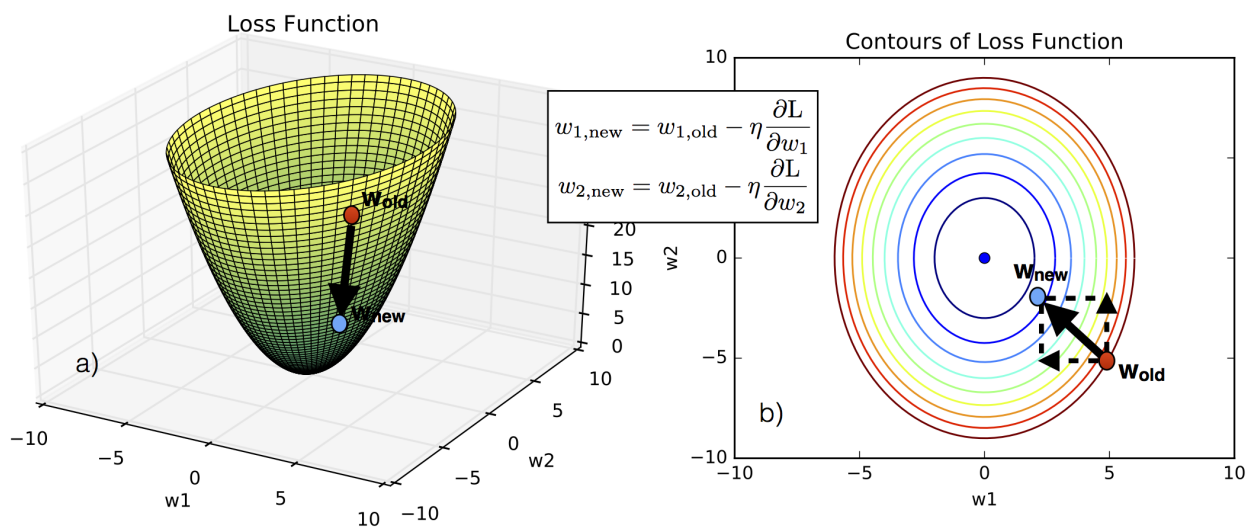 Loss Function
w_old
w_new
a)
20
15
10
5
0
−10
−5
0
5
10
w1
−10
−5
0
5
10
w2
w_{1,new} = w_{1,old} − η ∂L/∂w_1
w_{2,new} = w_{2,old} − η ∂L/∂w_2
Contours of Loss Function
10
5
0
−5
−10
w2
w_new
w_old
b)
−10
−5
0
5
10
w1